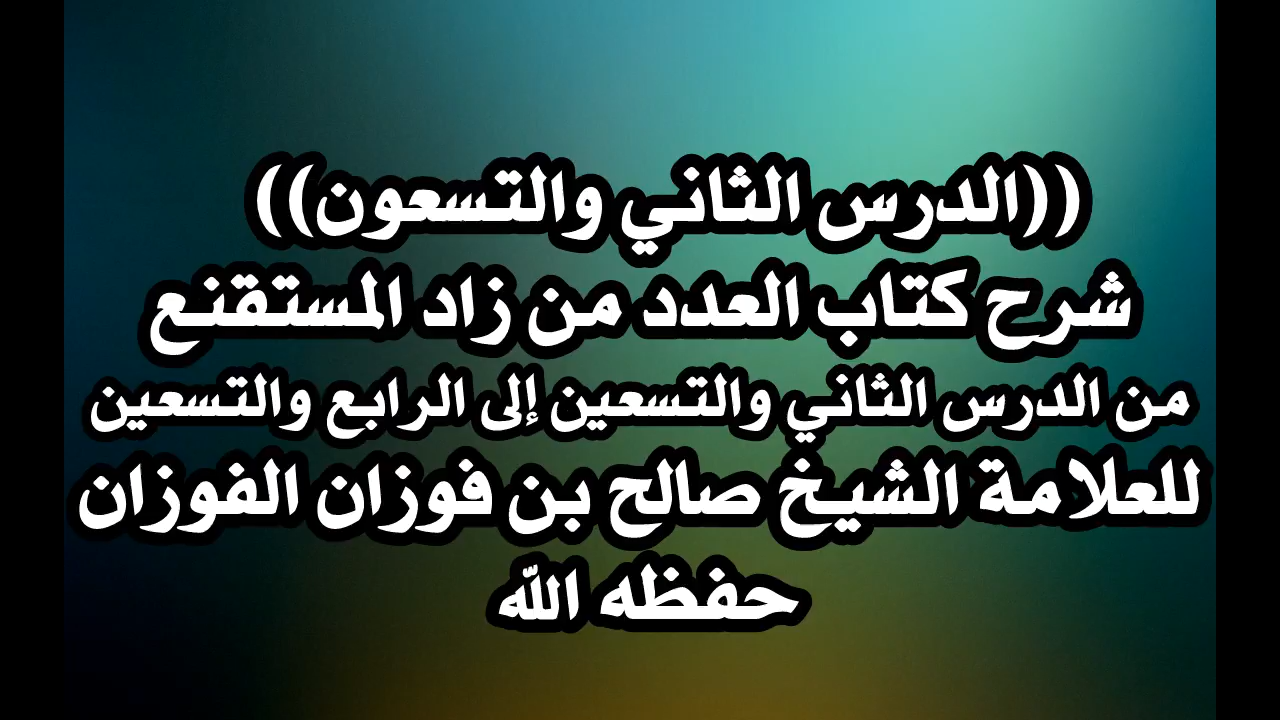 ((الدرس الثاني والتسعون))
شرح كتاب العدد من زاد المستقنع
من الدرس الثاني والتسعين إلى الرابع والتسعين
للعلامة الشيخ صالح بن فوزان الفوزان
حفظه الله